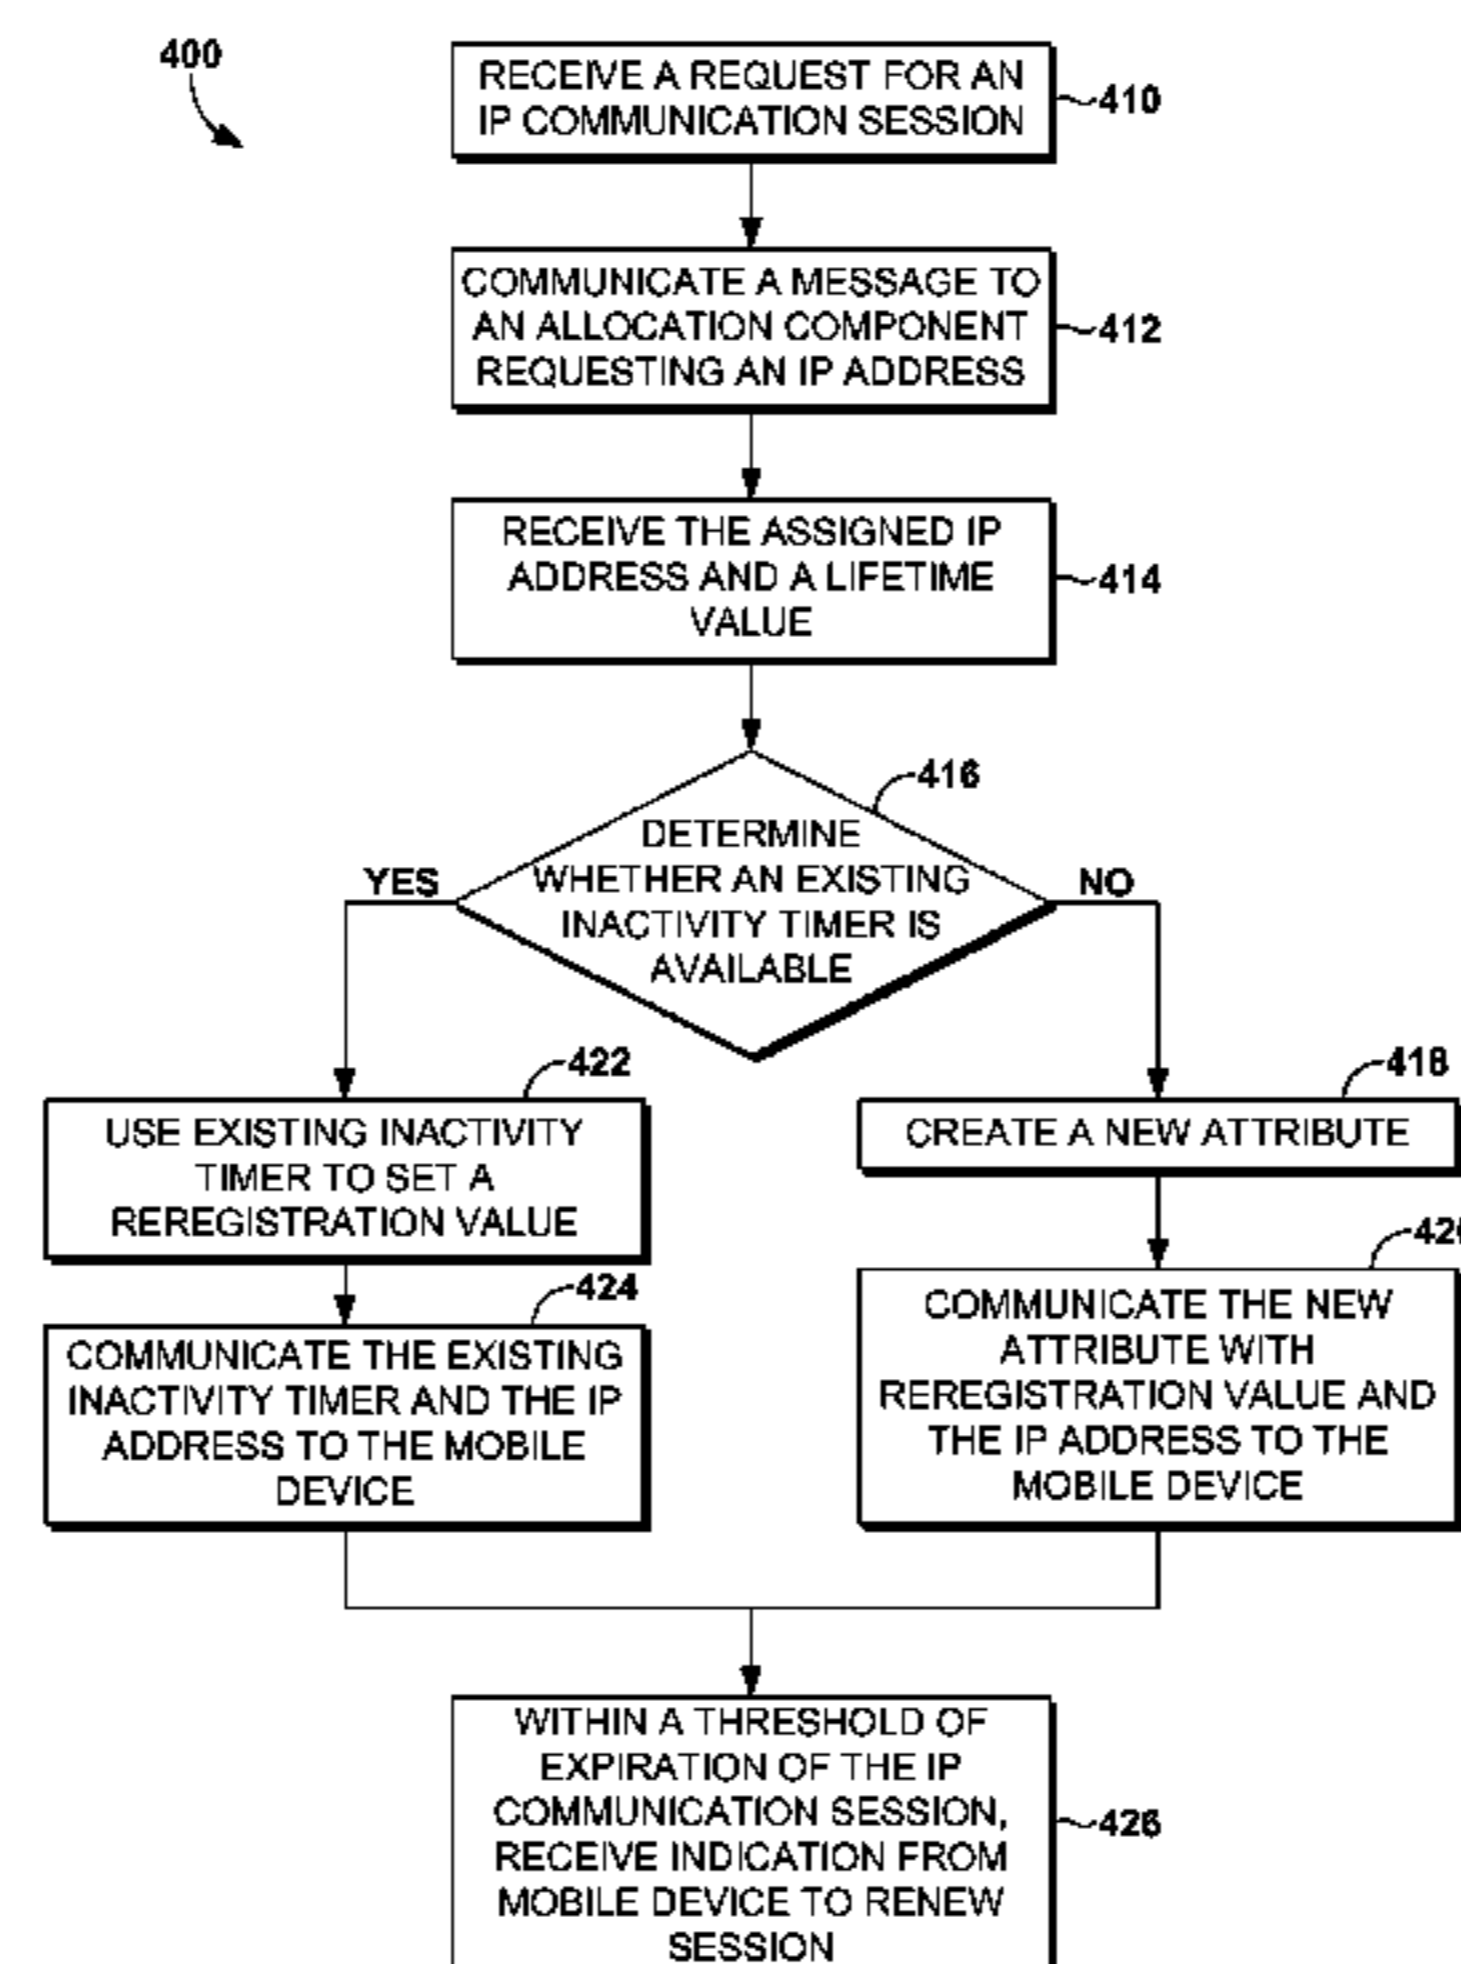 400
RECEIVE A REQUEST FOR AN
IP COMMUNICATION SESSION
410
COMMUNICATE A MESSAGE TO
AN ALLOCATION COMPONENT
REQUESTING AN IP ADDRESS
412
RECEIVE THE ASSIGNED IP
ADDRESS AND A LIFETIME
VALUE
414
416
DETERMINE
WHETHER AN EXISTING
INACTIVITY TIMER IS
AVAILABLE
YES
NO
422
USE EXISTING INACTIVITY
TIMER TO SET A
REREGISTRATION VALUE
418
CREATE A NEW ATTRIBUTE
424
COMMUNICATE THE EXISTING
INACTIVITY TIMER AND THE IP
ADDRESS TO THE MOBILE
DEVICE
420
COMMUNICATE THE NEW
ATTRIBUTE WITH
REREGISTRATION VALUE AND
THE IP ADDRESS TO THE
MOBILE DEVICE
WITHIN A THRESHOLD OF
EXPIRATION OF THE IP
COMMUNICATION SESSION,
RECEIVE INDICATION FROM
MOBILE DEVICE TO RENEW
SESSION
426